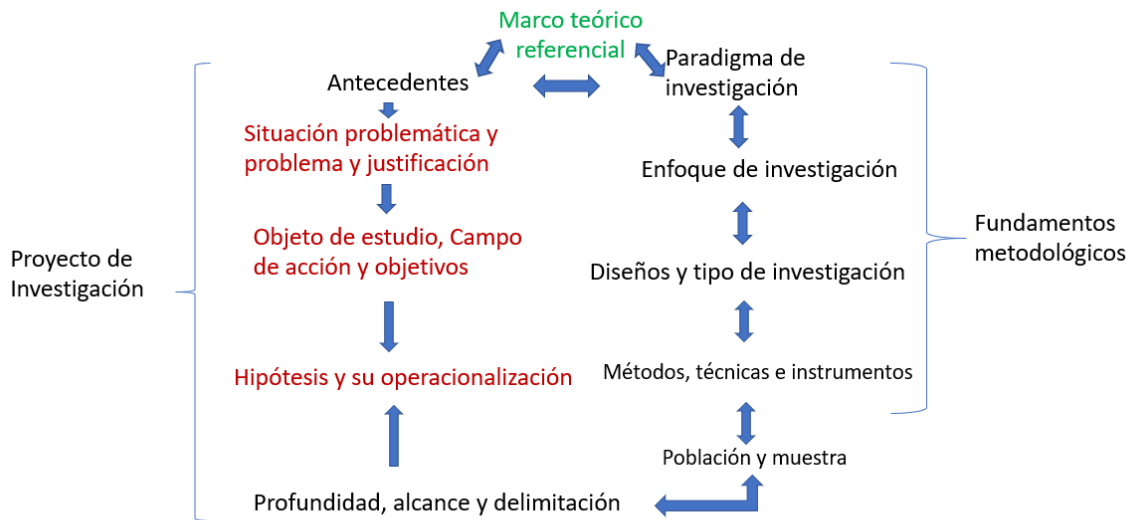 Marco teórico
referencial
Antecedentes
Paradigma de
investigación
Situación problemática y
problema y justificación
Enfoque de investigación
Objeto de estudio, Campo
de acción y objetivos
Fundamentos
metodológicos
Proyecto de
Investigación
Diseños y tipo de investigación
Hipótesis y su operacionalización
Métodos, técnicas e instrumentos
Población y muestra
Profundidad, alcance y delimitación